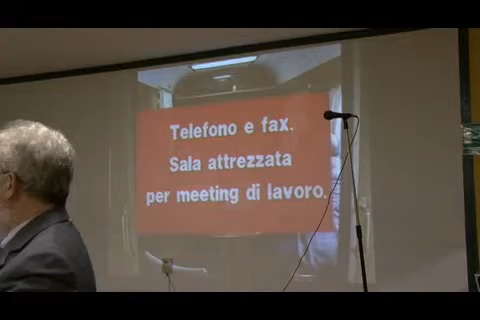 Telefono e fax.
Sala attrezzata
per meeting di lavoro.